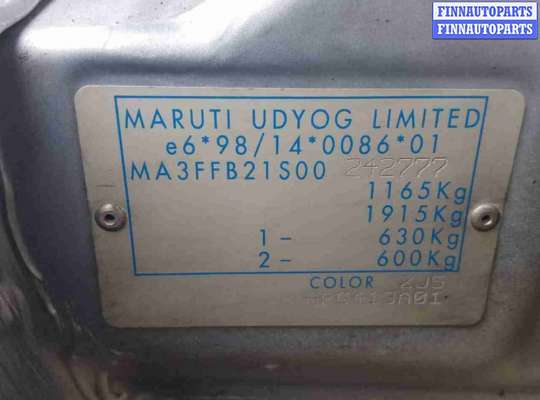 FINNAUTOPARTS
FINNAUTOPARTS
MARUTI UDYOG LIMITED
e6*98/14*0086*01
MA3FFB21S00 242777
1165Kg
1915Kg
1- 630Kg
2- 600Kg
COLOR 2J5